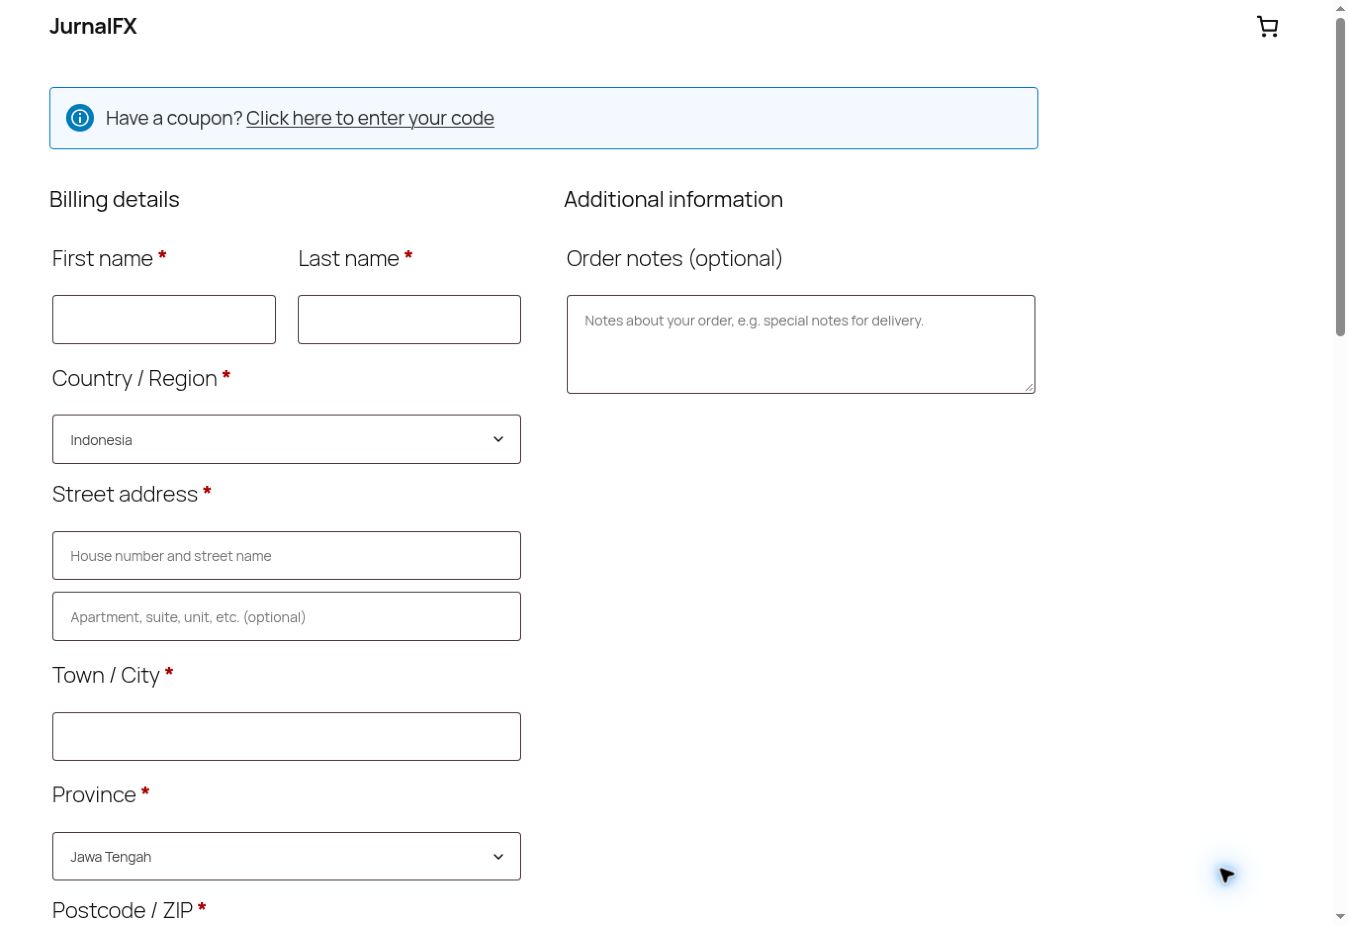 JurnalFX
Have a coupon? Click here to enter your code
Billing details
First name *
Last name *
Country / Region *
Indonesia
Street address *
House number and street name
Apartment, suite, unit, etc. (optional)
Town / City *
Province *
Jawa Tengah
Postcode / ZIP *
Additional information
Order notes (optional)
Notes about your order, e.g. special notes for delivery.